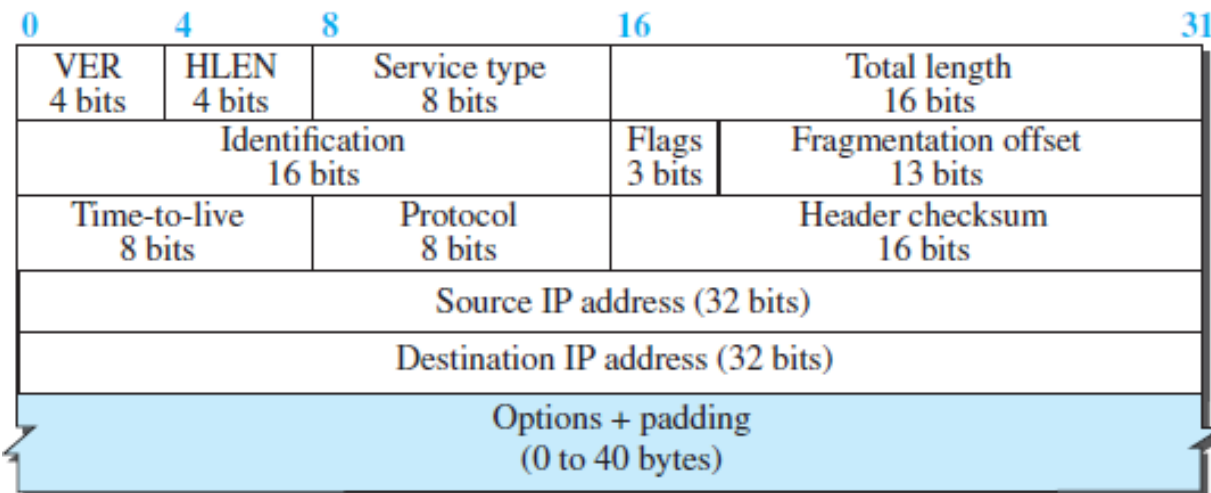 0 4 8 16 31
VER HLEN Service type Total length
4 bits 4 bits 8 bits 16 bits
Identification Flags Fragmentation offset
16 bits 3 bits 13 bits
Time-to-live Protocol Header checksum
8 bits 8 bits 16 bits
Source IP address (32 bits)
Destination IP address (32 bits)
Options + padding
(0 to 40 bytes)